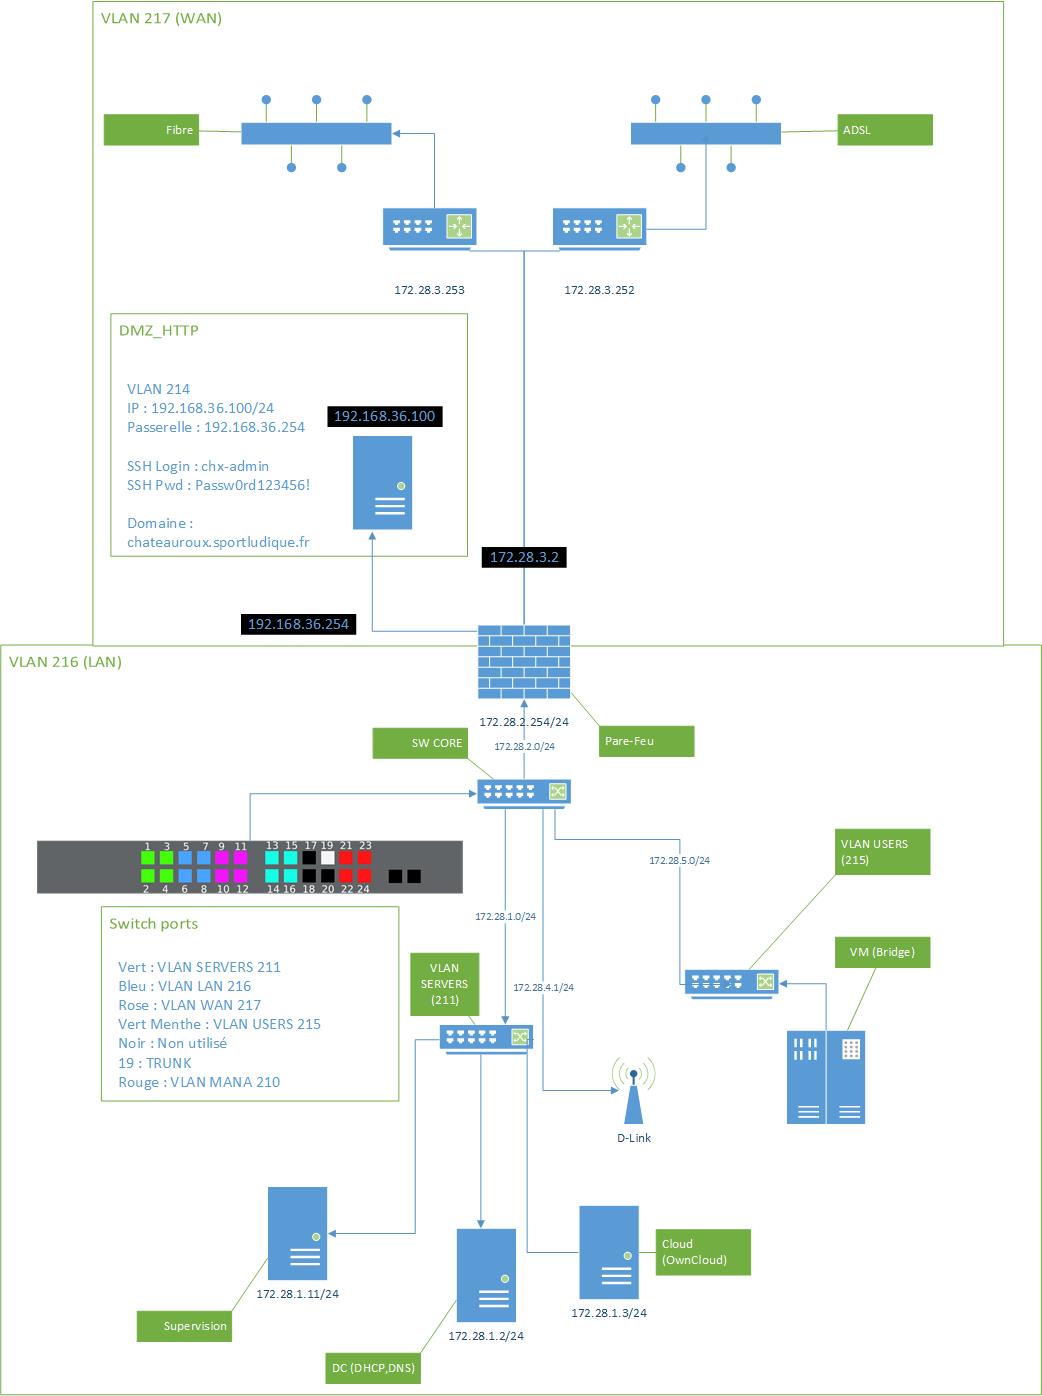 VLAN 217 (WAN)
Fibre
ADSL
172.28.3.253
172.28.3.252
DMZ_HTTP
VLAN 214
IP : 192.168.36.100/24
Passerelle : 192.168.36.254
SSH Login : chx-admin
SSH Pwd : Passw0rd123456!
Domaine :
chateauroux.sportludique.fr
192.168.36.100
172.28.3.2
192.168.36.254
VLAN 216 (LAN)
172.28.2.254/24
Pare-Feu
SW CORE
172.28.2.0/24
1 3 5 7 9 11 13 15 17 19 21 23
2 4 6 8 10 12 14 16 18 20 22 24
VLAN USERS
(215)
172.28.5.0/24
Switch ports
Vert : VLAN SERVERS 211
Bleu : VLAN LAN 216
Rose : VLAN WAN 217
Vert Menthe : VLAN USERS 215
Noir : Non utilisé
19 : TRUNK
Rouge : VLAN MANA 210
172.28.1.0/24
VLAN
SERVERS
(211)
172.28.4.1/24
VM (Bridge)
D-Link
172.28.1.11/24
Supervision
172.28.1.2/24
DC (DHCP,DNS)
172.28.1.3/24
Cloud
(OwnCloud)